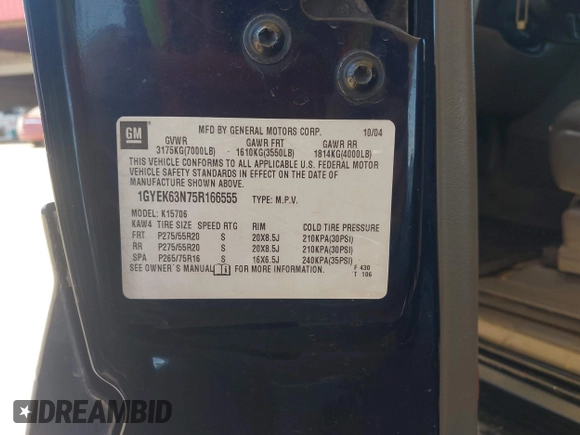 GM
MFD BY GENERAL MOTORS CORP. 10/04
GVWR GAWR FRT GAWR RR
3175KG(7000LB) 1610KG(3550LB) 1814KG(4000LB)
THIS VEHICLE CONFORMS TO ALL APPLICABLE U.S. FEDERAL MOTOR
VEHICLE SAFETY STANDARDS IN EFFECT ON THE DATE OF
MANUFACTURE SHOWN ABOVE.
1GYEK63N75R166555 TYPE: M.P.V.
MODEL: K15706
KAW4 TIRE SIZE SPEED RTG RIM COLD TIRE PRESSURE
FRT P275/55R20 S 20X8.5J 210KPA(30PSI)
RR P275/55R20 S 20X8.5J 210KPA(30PSI)
SPA P265/75R16 S 16X6.5J 240KPA(35PSI)
SEE OWNER'S MANUAL FOR MORE INFORMATION.
F 430
T 106
DREAMBID